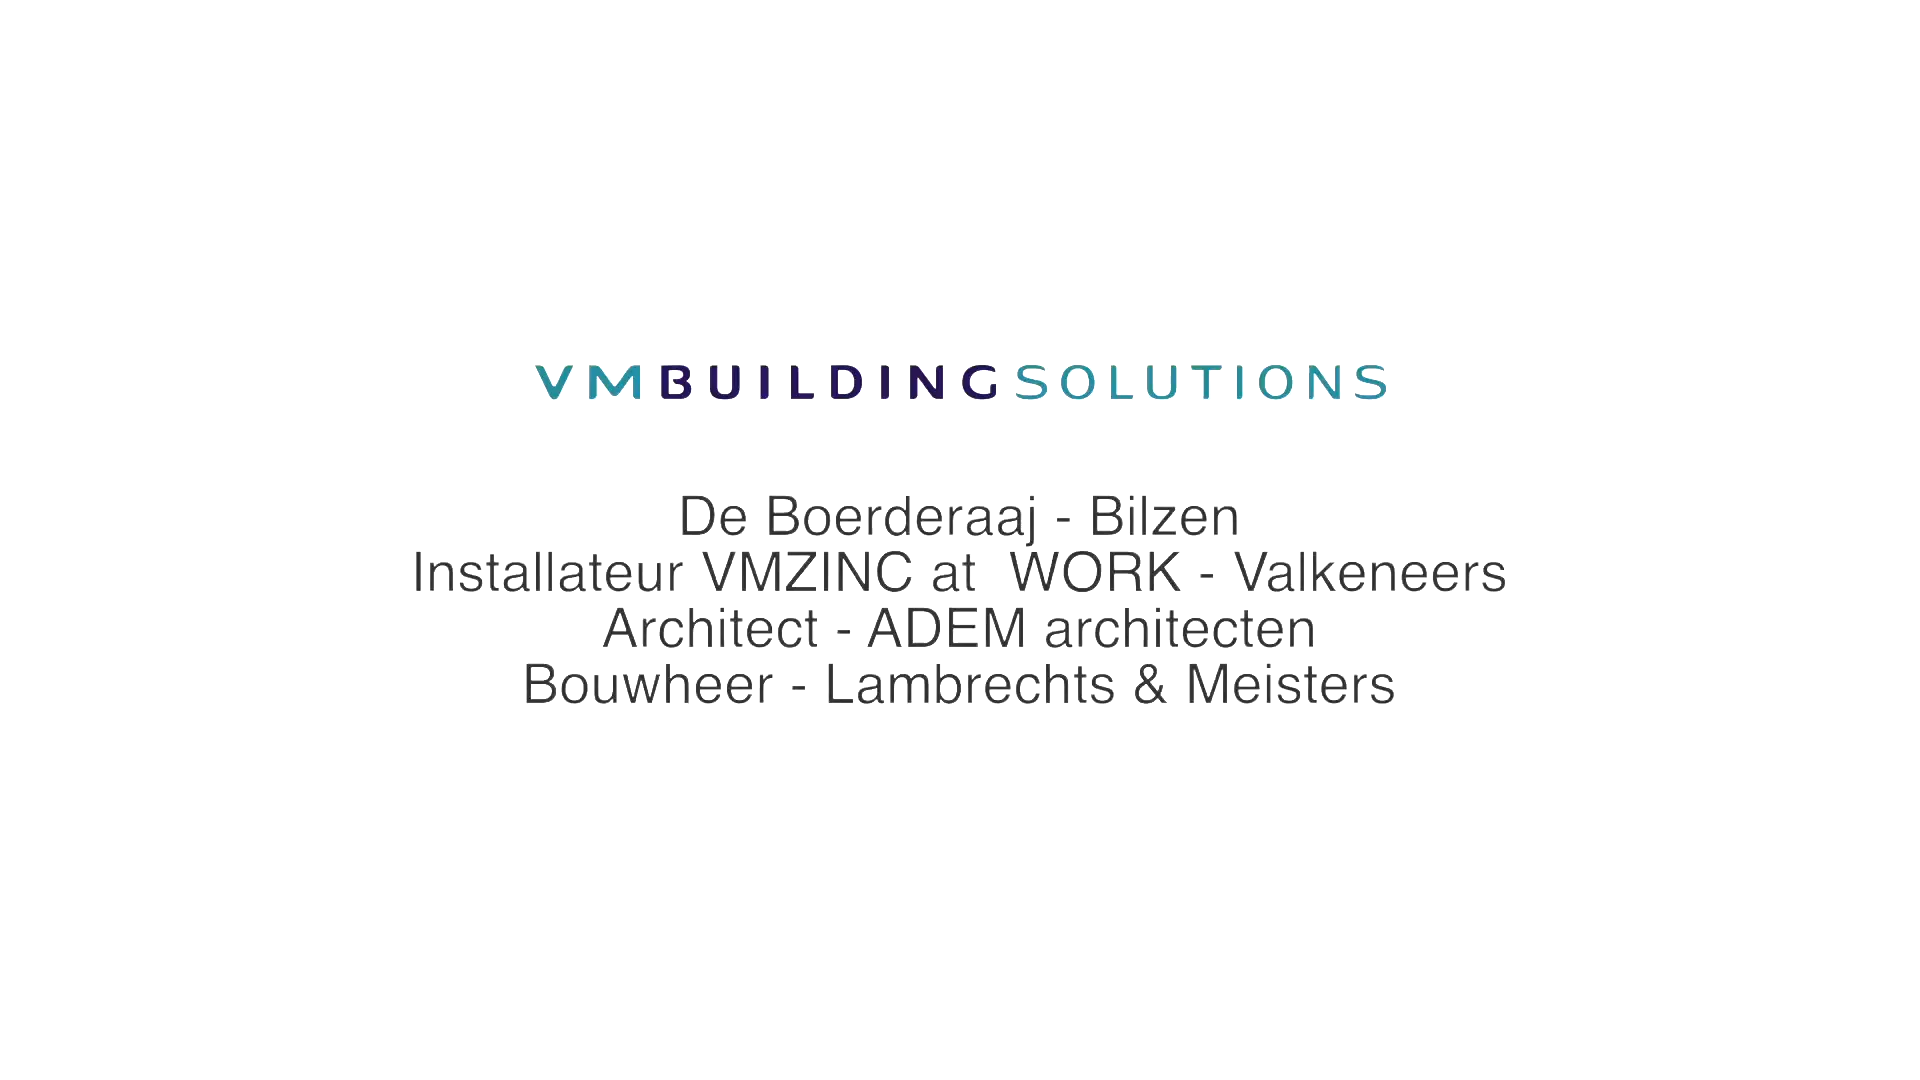 VMBUILDINGSOLUTIONS
De Boerderaaj - Bilzen
Installateur VMZINC at  WORK - Valkeneers
Architect - ADEM architecten
Bouwheer - Lambrechts & Meisters